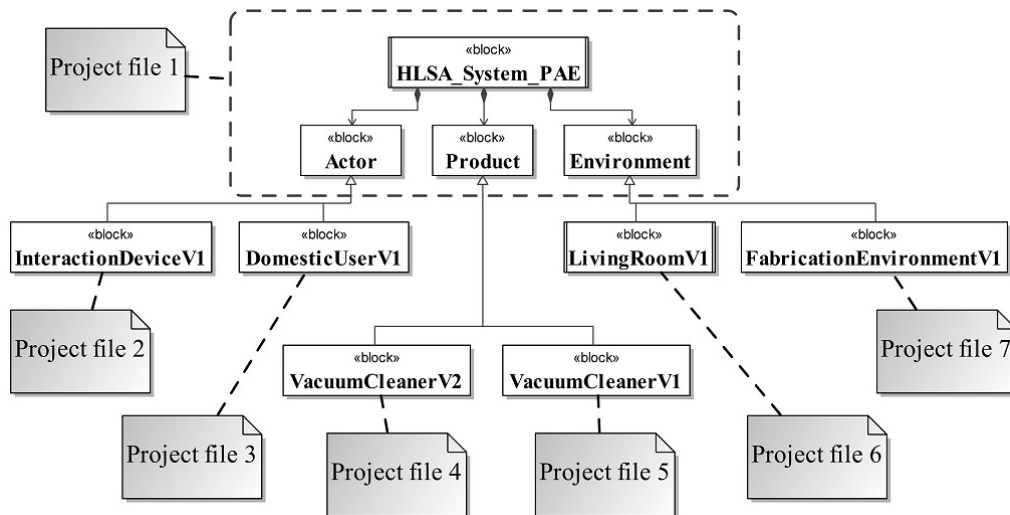 Project file 1
«block»
HLSA_System_PAE
«block»
Actor
«block»
Product
«block»
Environment
«block»
InteractionDeviceV1
«block»
DomesticUserV1
«block»
LivingRoomV1
«block»
FabricationEnvironmentV1
Project file 2
Project file 7
«block»
VacuumCleanerV2
«block»
VacuumCleanerV1
Project file 3
Project file 4
Project file 5
Project file 6